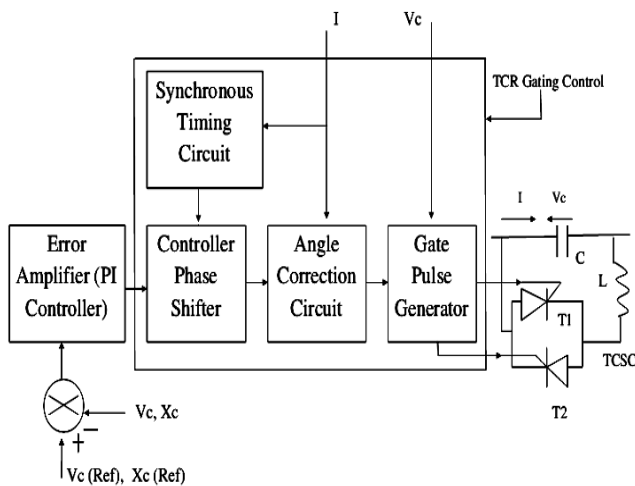 I
Vc
Synchronous
Timing
Circuit
TCR Gating Control
I
Vc
Error
Amplifier (PI
Controller)
Controller
Phase
Shifter
Angle
Correction
Circuit
Gate
Pulse
Generator
C
L
T1
TCSC
T2
Vc, Xc
+ −
Vc (Ref), Xc (Ref)